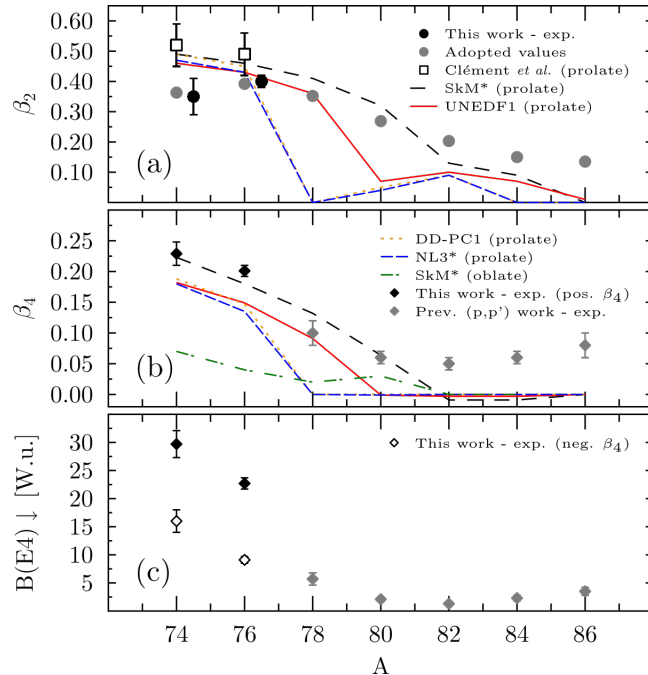 0.60
0.50
0.40
0.30
0.20
0.10
β2
(a)
This work - exp.
Adopted values
Clément et al. (prolate)
SkM* (prolate)
UNEDF1 (prolate)
0.25
0.20
0.15
0.10
0.05
0.00
β4
(b)
DD-PC1 (prolate)
NL3* (prolate)
SkM* (oblate)
This work - exp. (pos. β4)
Prev. (p,p') work - exp.
30
25
20
15
10
5
B(E4) ↓ [W.u.]
(c)
This work - exp. (neg. β4)
74 76 78 80 82 84 86
A